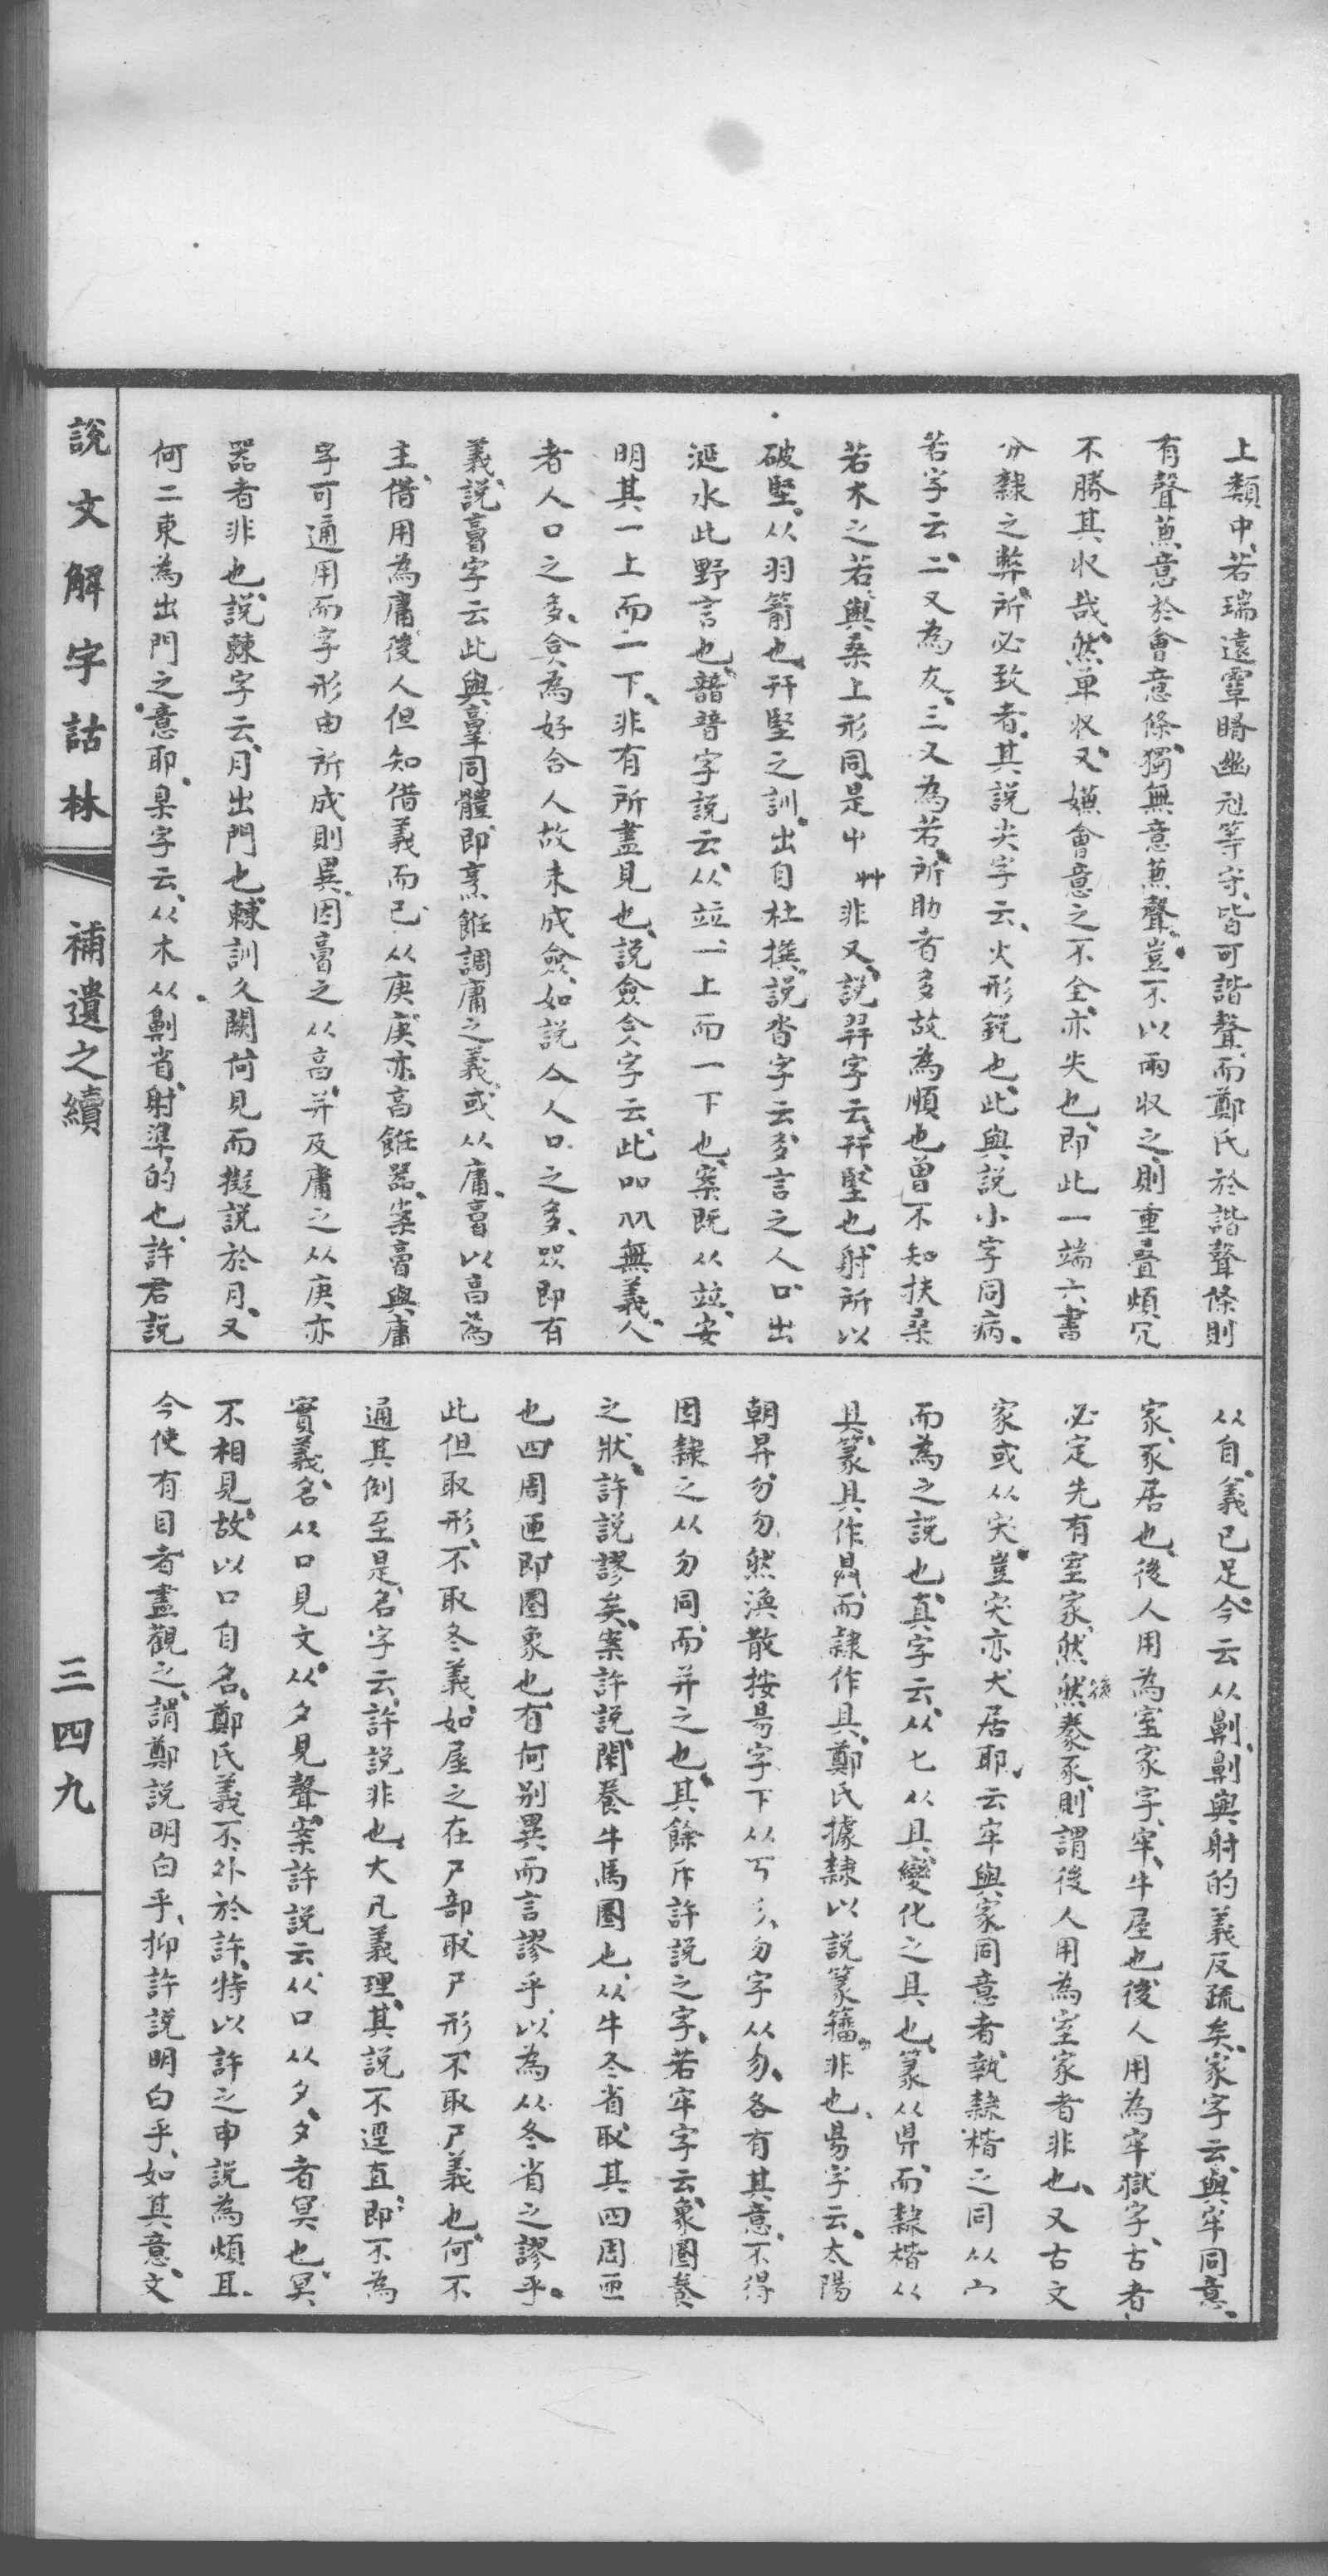 上類中、若瑞遠覃暗幽尅等字、皆可諧聲、而鄭氏於諧聲條則
有聲蒹意、於會意條、獨無意蒹聲、豈不以兩收之、則重疊煩冗
不勝其收哉、然單收又嫌會意之不全、亦失也、即此一端六書
分隸之弊、所必致者、其說尖字云、火形銳也、此與說小字同病、
若字云、二又為友、三又為若、所助者多故為順也、曾不知扶桑
若木之若、與桑上形同、是屮艸非又、說羿字云、幵堅也、射所以
破堅、从羽箭也、幵堅之訓、出自杜撰、說沓字云、多言之人、口出
涎水此野言也、朁普字說云、从竝、一上而一下也、案既从竝、安
明其一上而一下、非有所盡見也、說僉字云、此吅从無義、人
者人口之多、亼為好合人故未成僉、如說亼人口之多、即有
義、說𩫏字云此與𦎫同體、即烹飪調庸之義、或从庸、𩫏以高為
主、借用為庸、後人但知借義而已、从庚、庚亦高飪器、案𩫏與庸
字可通用而字形由所成則異、因𩫏之从高、并及庸之从庚亦
器者非也、說㯥字云、月出門也、㯥訓久闕何見而擬說於月、又
何二東為出門之意耶、臬字云、从木、从劓省、射準的也、許君說
从自、義已足、今云从劓、劓與射的義反疏矣、家字云、與牢同意、
家、豕居也、後人用為室家字、牢、牛屋也後人用為牢獄字、古者
必定先有室家、然然後豢豕、則謂後人用為室家者非也、又古文
家或从宊、豈宊亦犬居耶、云牢與家同意者執隸楷之同从宀
而為之說也、真字云、从匕从具、變化之具也、篆从県、而隸楷从
具、篆具作𥃲、而隸作具、鄭氏據隸以說篆籀、非也、昜字云、太陽
朝昇勿勿然渙散按昜字下从丂彡、勿字从勿、各有其意、不得
因隸之从勿同、而并之也、其餘斥許說之字、若牢字云、象圈養
之狀、許說謬矣、案許說、閑養牛馬圈也、从牛冬省取其四周匝
也四周匝即圈象也、有何別異而言謬乎、以為从冬省之謬乎、
此但取形、不取冬義、如屋之在尸部取尸形不取尸義也、何不
通其例至是、名字云、許說非也、大凡義理、其說不逕直、即不為
實義、名从口見文、从夕見聲、案許說云、从口从夕、夕者冥也、冥
不相見、故以口自名、鄭氏義不外於許、特以許之申說為煩耳、
今使有目者盡觀之、謂鄭說明白乎、抑許說明白乎、如其意、文
說文解字詁林
補遺之續
三四九